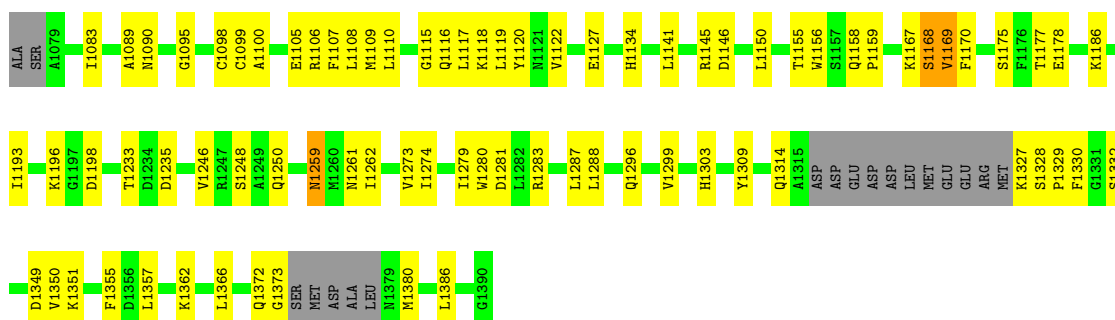 ALA SER A1079 I1083 A1089 N1090 G1095 C1098 C1099 A1100 E1105 R1106 F1107 L1108 M1109 L1110 G1115 Q1116 L1117 K1118 L1119 Y1120 N1121 V1122 E1127 H1134 L1141 R1145 D1146 L1150 T1155 W1156 S1157 Q1158 P1159 K1167 S1168 V1169 F1170 S1175 F1176 T1177 E1178 K1186
I1193 K1196 G1197 D1198 T1233 D1234 D1235 V1246 R1247 S1248 A1249 Q1250 N1259 M1260 N1261 I1262 V1273 I1274 I1279 W1280 D1281 L1282 R1283 L1287 L1288 Q1296 V1299 H1303 Y1309 Q1314 A1315 ASP ASP GLU ASP ASP LEU MET GLU GLU ARG MET K1327 S1328 P1329 F1330 G1331 S1332
D1349 V1350 K1351 F1355 D1356 L1357 K1362 L1366 Q1372 G1373 SER MET ASP ALA LEU N1379 M1380 L1386 G1390